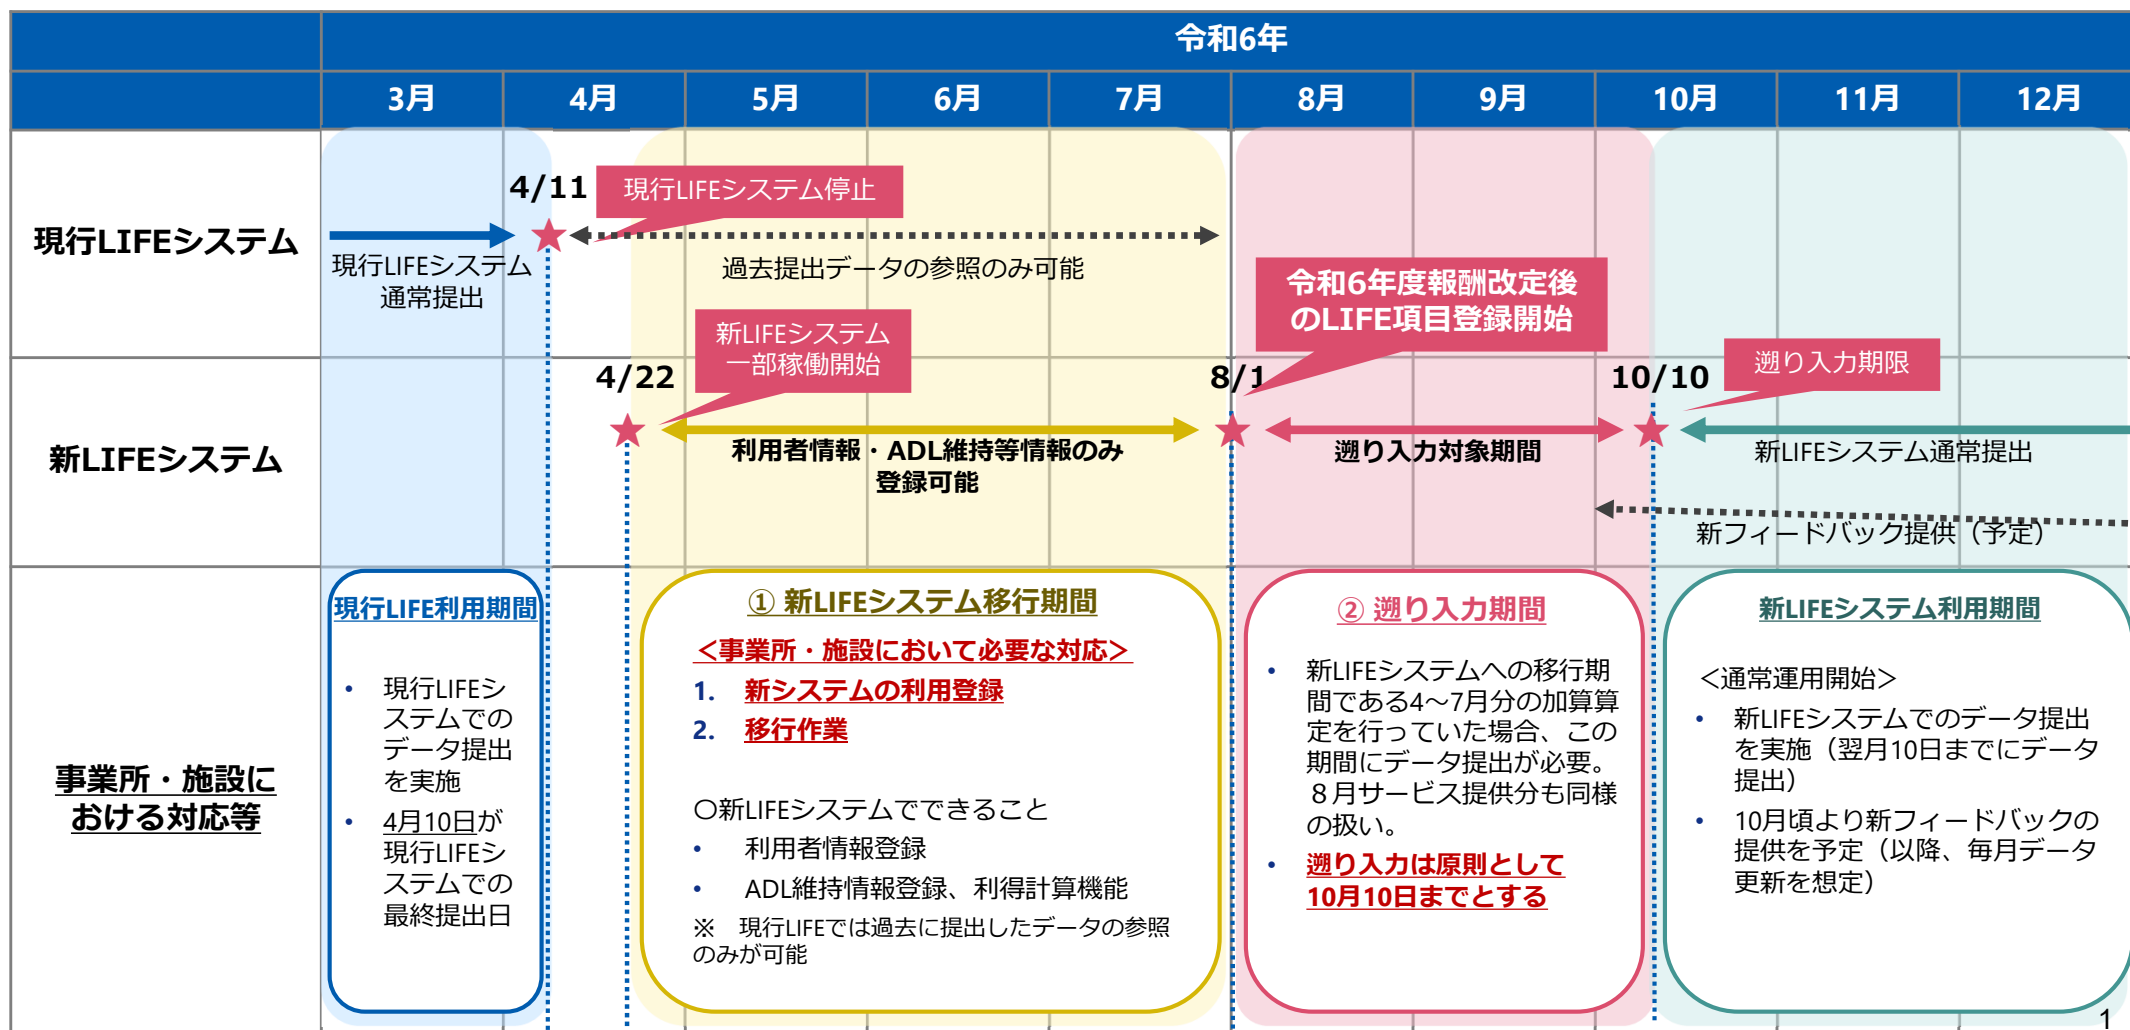 令和6年
3月
4月
5月
6月
7月
8月
9月
10月
11月
12月
現行LIFEシステム
4/11
現行LIFEシステム停止
現行LIFEシステム
通常提出
過去提出データの参照のみ可能
新LIFEシステム
4/22
新LIFEシステム
一部稼働開始
利用者情報・ADL維持等情報のみ
登録可能
8/1
令和6年度報酬改定後
のLIFE項目登録開始
遡り入力対象期間
10/10
遡り入力期限
新LIFEシステム通常提出
新フィードバック提供（予定）
事業所・施設に
おける対応等
現行LIFE利用期間
• 現行LIFEシ
ステムでの
データ提出
を実施
• 4月10日が
現行LIFEシ
ステムでの
最終提出日
① 新LIFEシステム移行期間
＜事業所・施設において必要な対応＞
1. 新システムの利用登録
2. 移行作業
〇新LIFEシステムでできること
• 利用者情報登録
• ADL維持情報登録、利得計算機能
※　現行LIFEでは過去に提出したデータの参照
のみが可能
② 遡り入力期間
• 新LIFEシステムへの移行期
間である4～7月分の加算算
定を行っていた場合、この
期間にデータ提出が必要。
８月サービス提供分も同様
の扱い。
• 遡り入力は原則として
10月10日までとする
新LIFEシステム利用期間
＜通常運用開始＞
• 新LIFEシステムでのデータ提出
を実施（翌月10日までにデータ
提出）
• 10月頃より新フィードバックの
提供を予定（以降、毎月データ
更新を想定）
1